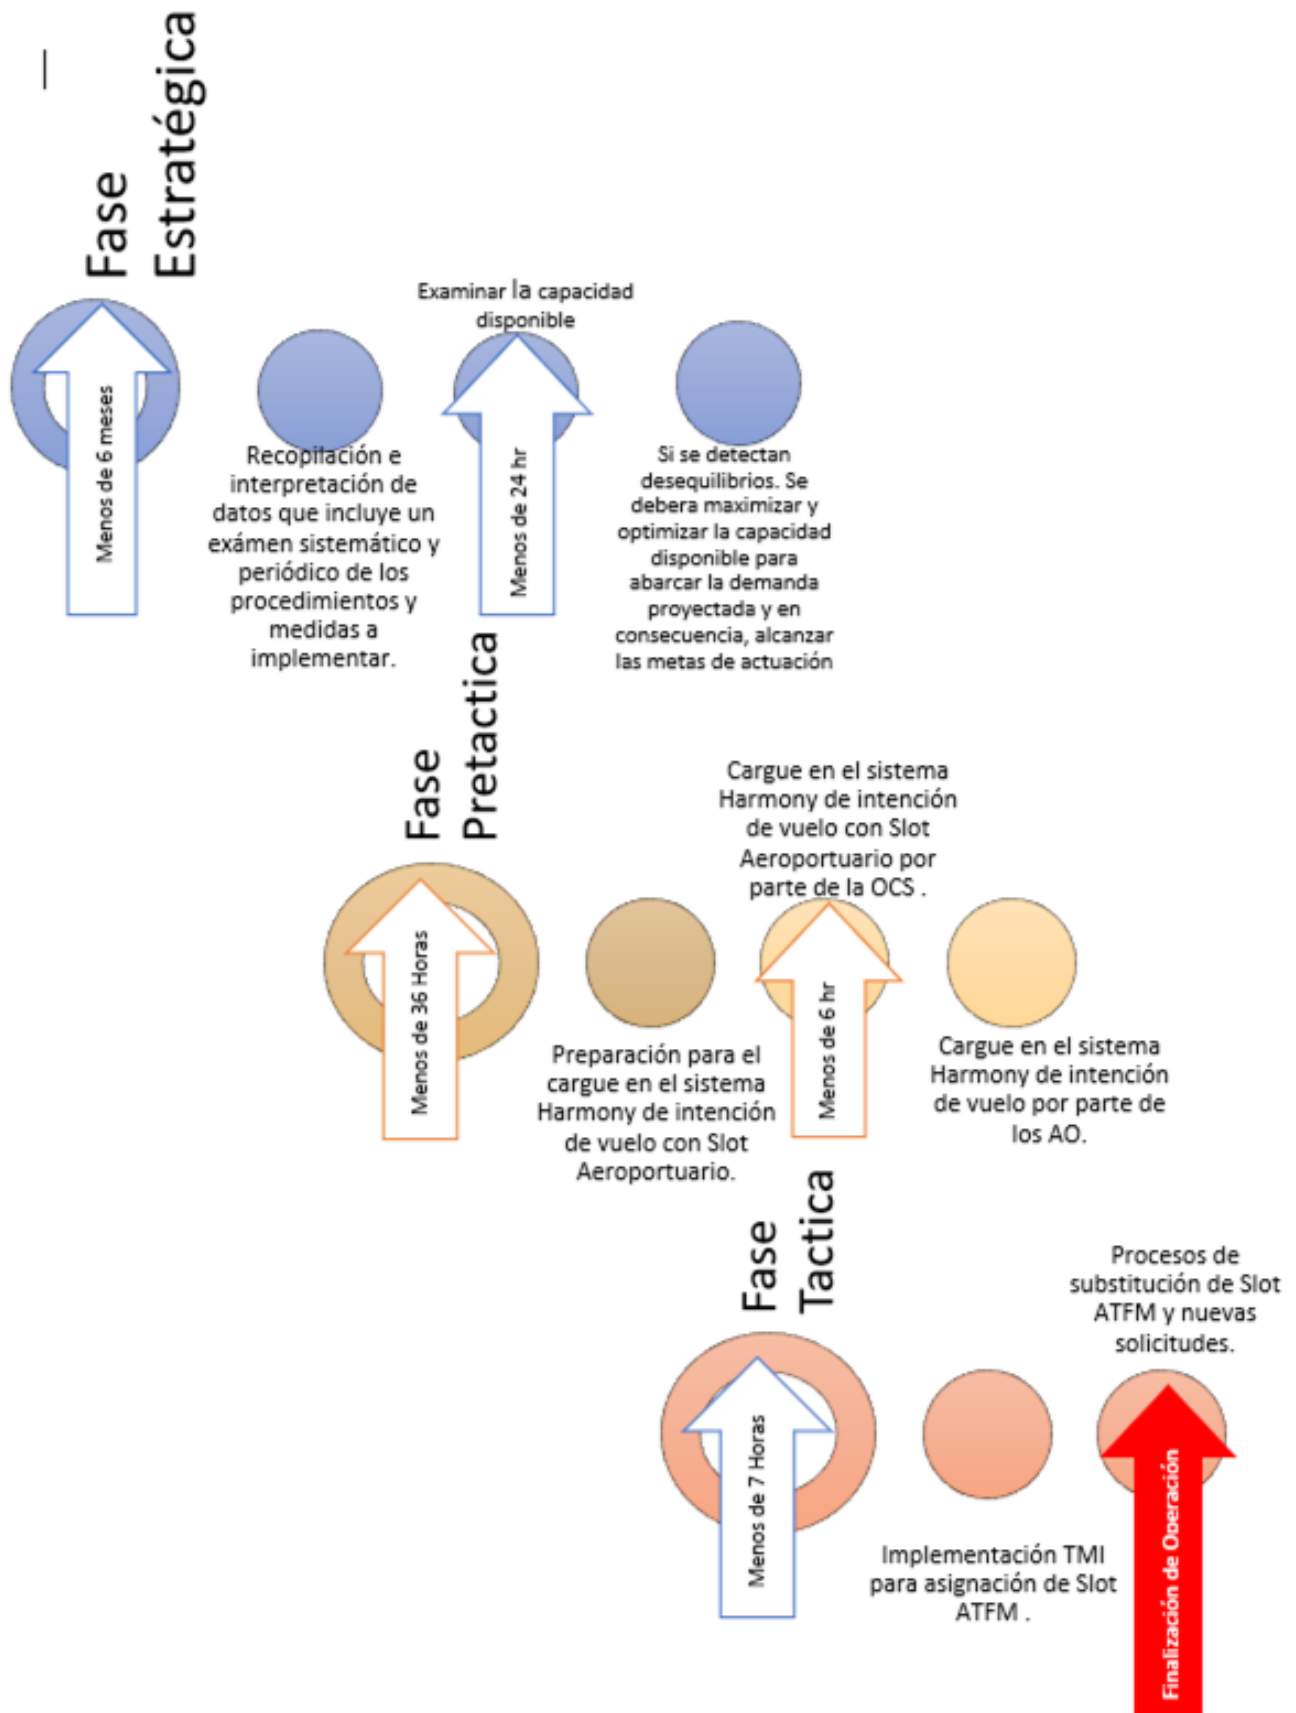 Fase
Estratégica
Menos de 6 meses
Recopilación e
interpretación de
datos que incluye un
exámen sistemático y
periódico de los
procedimientos y
medidas a
implementar.
Examinar la capacidad
disponible
Menos de 24 hr
Si se detectan
desequilibrios. Se
debera maximizar y
optimizar la capacidad
disponible para
abarcar la demanda
proyectada y en
consecuencia, alcanzar
las metas de actuación
Fase
Pretactica
Menos de 36 Horas
Preparación para el
cargue en el sistema
Harmony de intención
de vuelo con Slot
Aeroportuario.
Cargue en el sistema
Harmony de intención
de vuelo con Slot
Aeroportuario por
parte de la OCS .
Menos de 6 hr
Cargue en el sistema
Harmony de intención
de vuelo por parte de
los AO.
Fase
Tactica
Menos de 7 Horas
Implementación TMI
para asignación de Slot
ATFM .
Procesos de
substitución de Slot
ATFM y nuevas
solicitudes.
Finalización de Operación